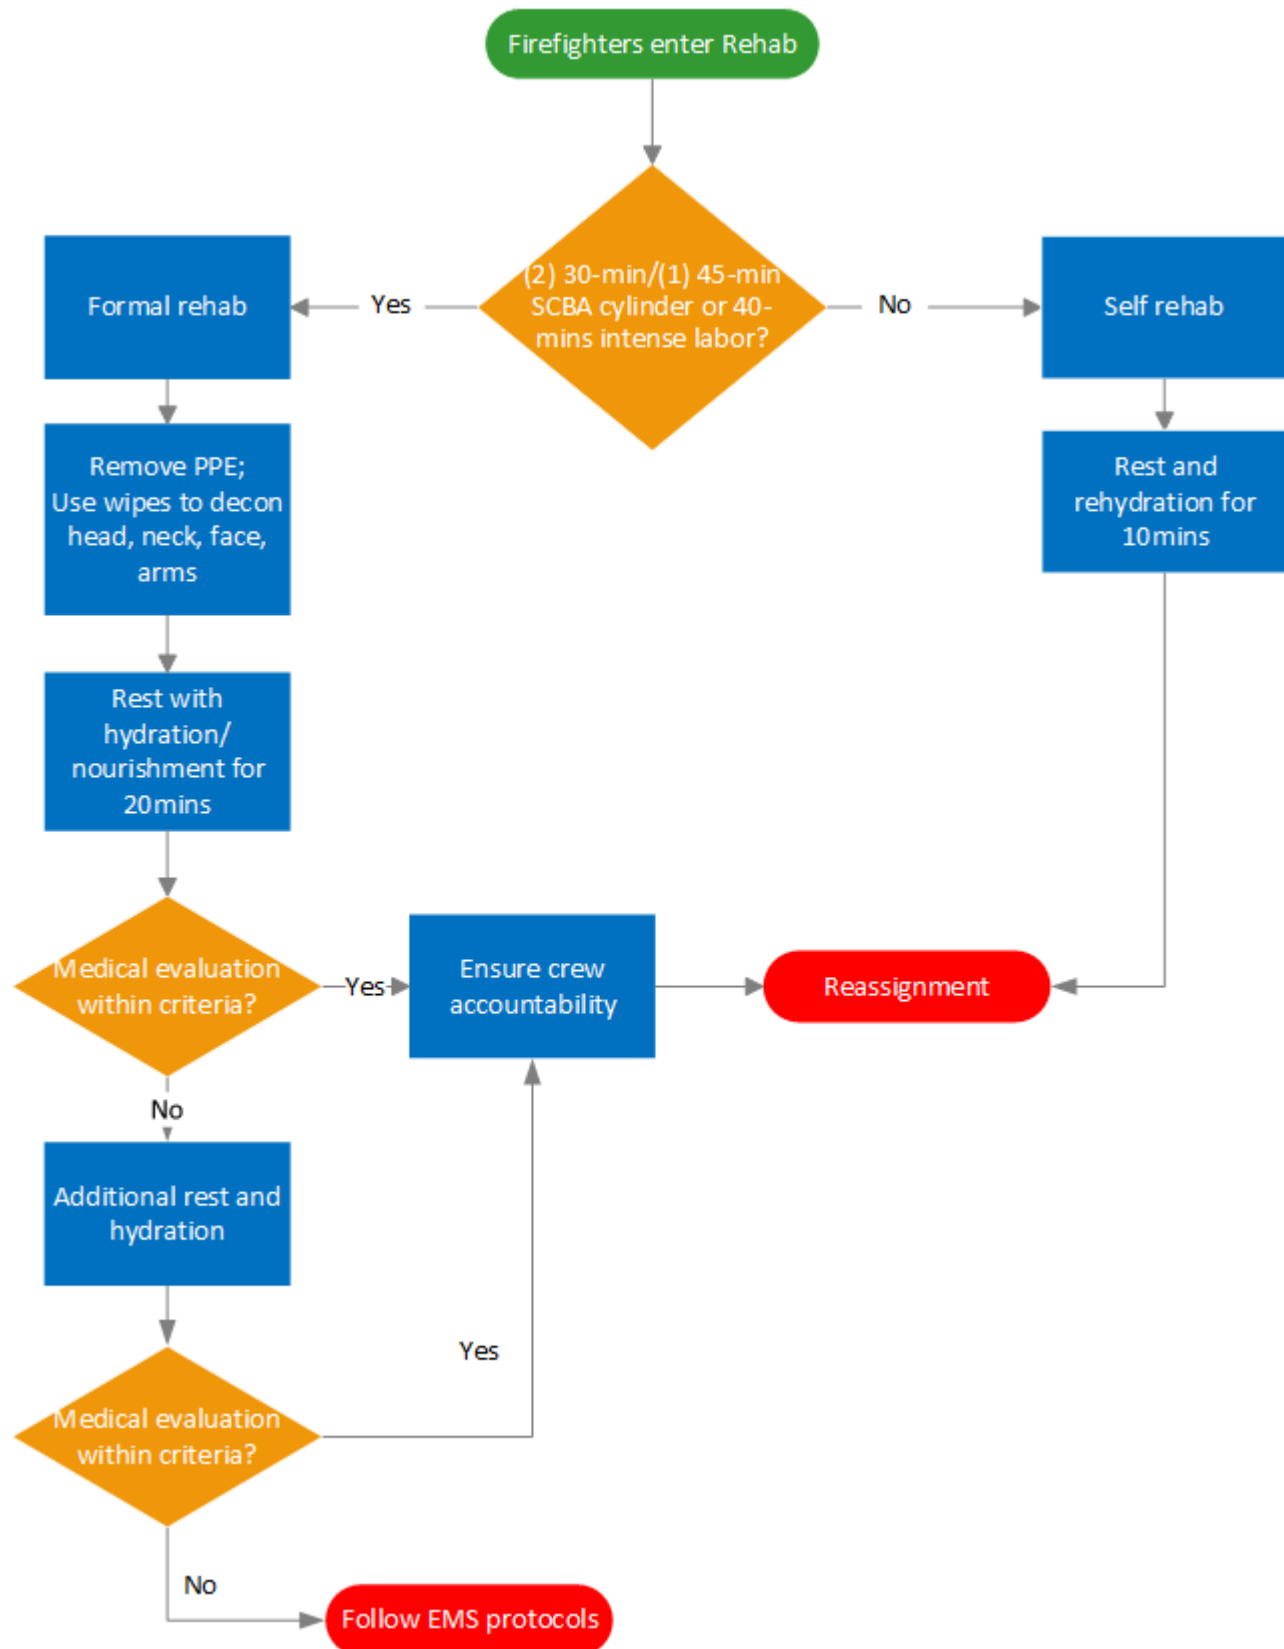 Firefighters enter Rehab
(2) 30-min/(1) 45-min
SCBA cylinder or 40-
mins intense labor?
Yes
No
Formal rehab
Self rehab
Remove PPE;
Use wipes to decon
head, neck, face,
arms
Rest and
rehydration for
10mins
Rest with
hydration/
nourishment for
20mins
Medical evaluation
within criteria?
Yes
Ensure crew
accountability
Reassignment
No
Additional rest and
hydration
Yes
Medical evaluation
within criteria?
No
Follow EMS protocols